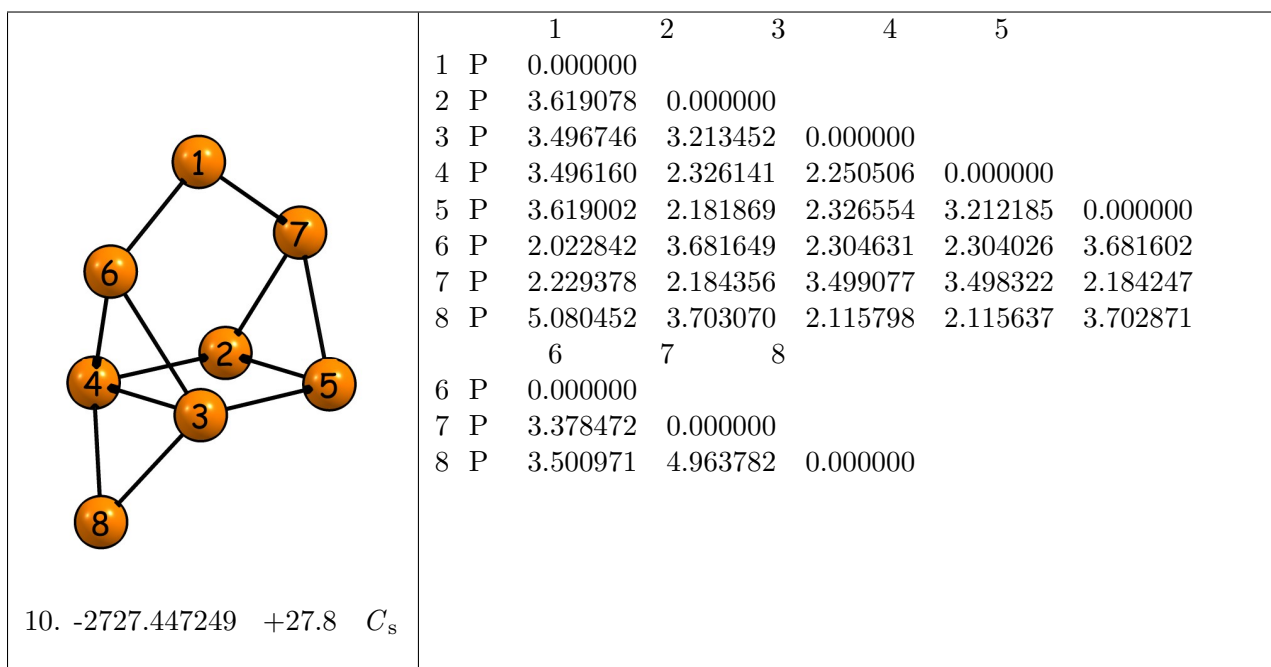 1
7
6
2
4
5
3
8
10. -2727.447249 +27.8 Cs
1 2 3 4 5
1 P 0.000000
2 P 3.619078 0.000000
3 P 3.496746 3.213452 0.000000
4 P 3.496160 2.326141 2.250506 0.000000
5 P 3.619002 2.181869 2.326554 3.212185 0.000000
6 P 2.022842 3.681649 2.304631 2.304026 3.681602
7 P 2.229378 2.184356 3.499077 3.498322 2.184247
8 P 5.080452 3.703070 2.115798 2.115637 3.702871
6 7 8
6 P 0.000000
7 P 3.378472 0.000000
8 P 3.500971 4.963782 0.000000